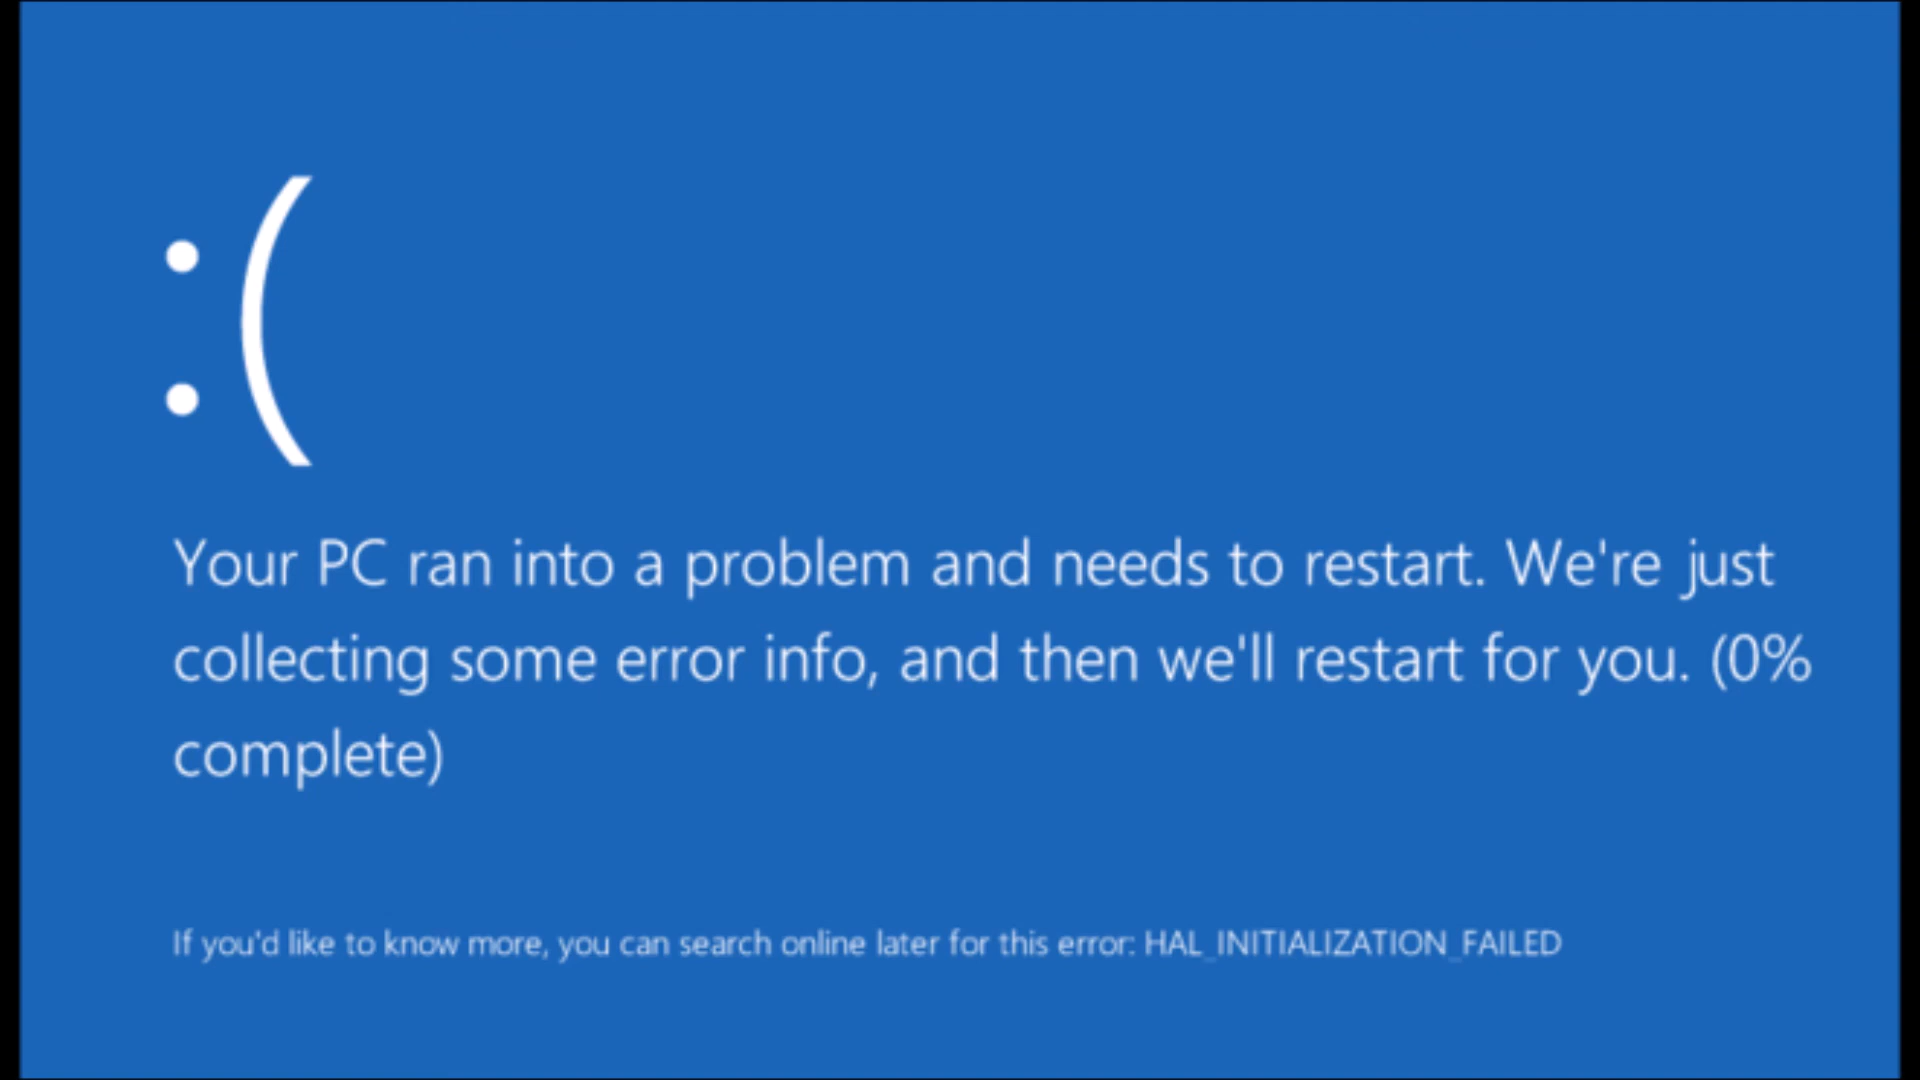 :(
Your PC ran into a problem and needs to restart. We're just
collecting some error info, and then we'll restart for you. (0%
complete)
If you'd like to know more, you can search online later for this error: HAL_INITIALIZATION_FAILED